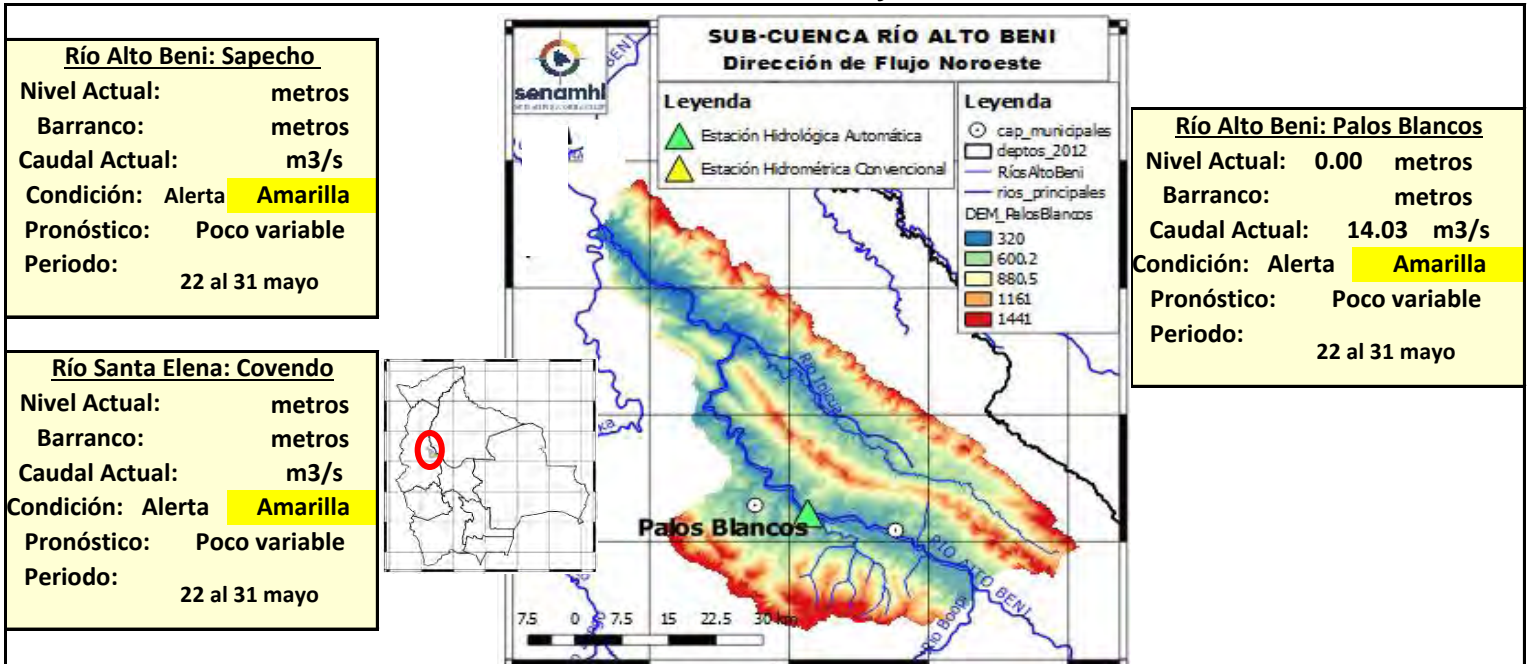 Río Alto Beni: Sapecho
Nivel Actual: metros
Barranco: metros
Caudal Actual: m3/s
Condición: Alerta Amarilla
Pronóstico: Poco variable
Periodo:
22 al 31 mayo
Río Santa Elena: Covendo
Nivel Actual: metros
Barranco: metros
Caudal Actual: m3/s
Condición: Alerta Amarilla
Pronóstico: Poco variable
Periodo:
22 al 31 mayo
senamhi
BENI
SUB-CUENCA RÍO ALTO BENI
Dirección de Flujo Noroeste
Leyenda
Estación Hidrológica Automática
Estación Hidrométrica Convencional
Leyenda
cap_municipales
deptos_2012
RíosAltoBeni
rios_principales
DEM_PalosBlancos
320
600.2
880.5
1161
1441
Río Inicua
Palos Blancos
RÍO ALTO BENI
Río Boopi
7.5 0 7.5 15 22.5 30 km
Río Alto Beni: Palos Blancos
Nivel Actual: 0.00 metros
Barranco: metros
Caudal Actual: 14.03 m3/s
Condición: Alerta Amarilla
Pronóstico: Poco variable
Periodo:
22 al 31 mayo